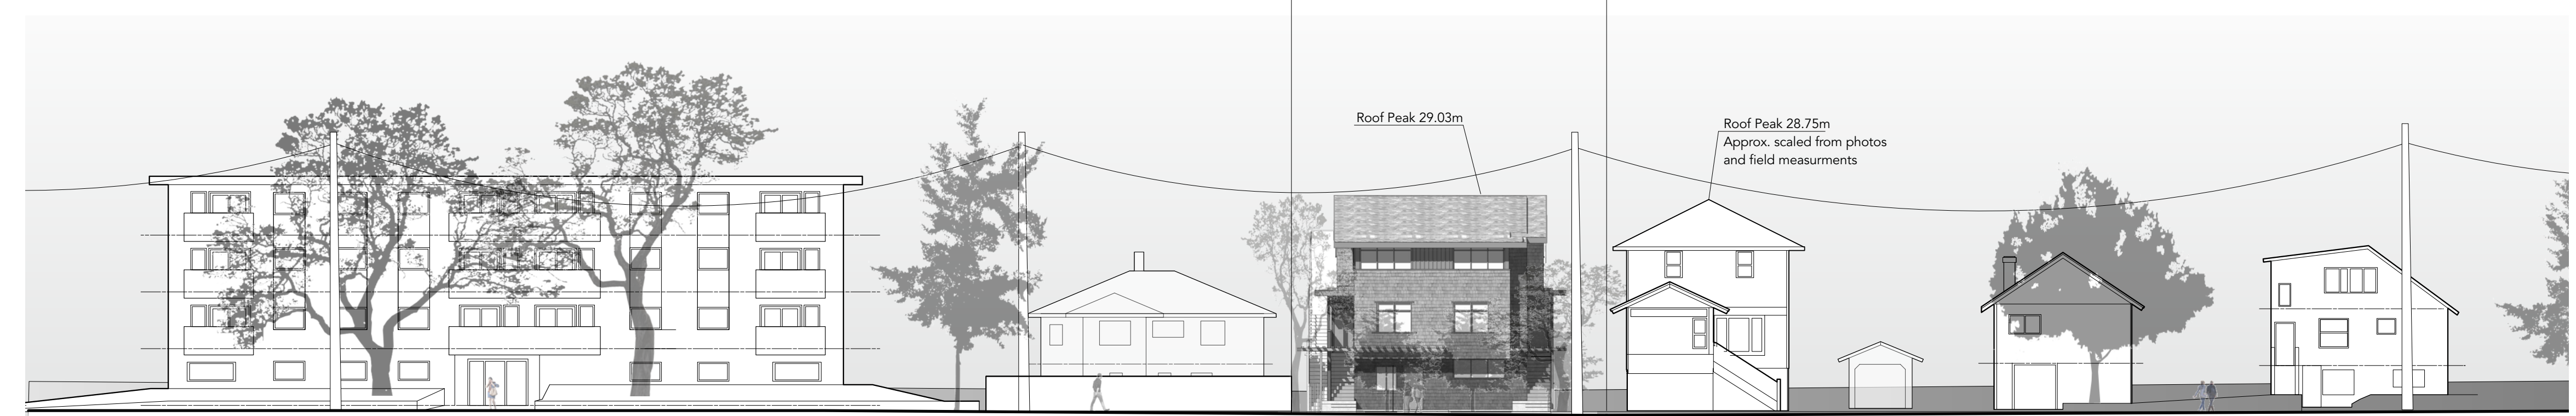 Roof Peak 29.03m
Roof Peak 28.75m
Approx. scaled from photos
and field measurments